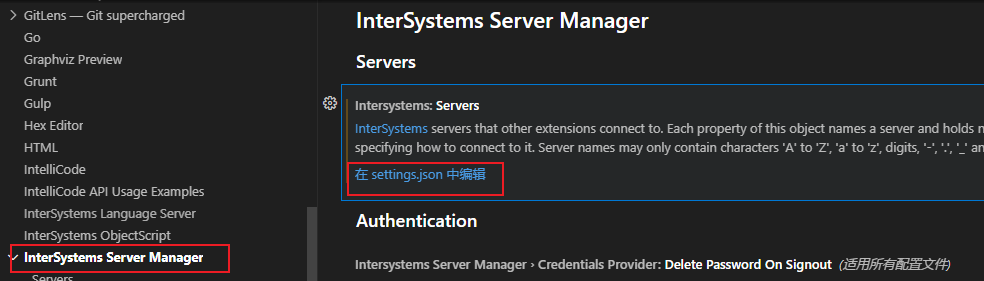 GitLens — Git supercharged
Go
Graphviz Preview
Grunt
Gulp
Hex Editor
HTML
IntelliCode
IntelliCode API Usage Examples
InterSystems Language Server
InterSystems ObjectScript
InterSystems Server Manager
Servers
InterSystems Server Manager
Servers
Intersystems: Servers
InterSystems servers that other extensions connect to. Each property of this object names a server and holds
specifying how to connect to it. Server names may only contain characters 'A' to 'Z', 'a' to 'z', digits, '-', '.', '_'
在 settings.json 中编辑
Authentication
Intersystems Server Manager › Credentials Provider: Delete Password On Signout (适用所有配置文件)